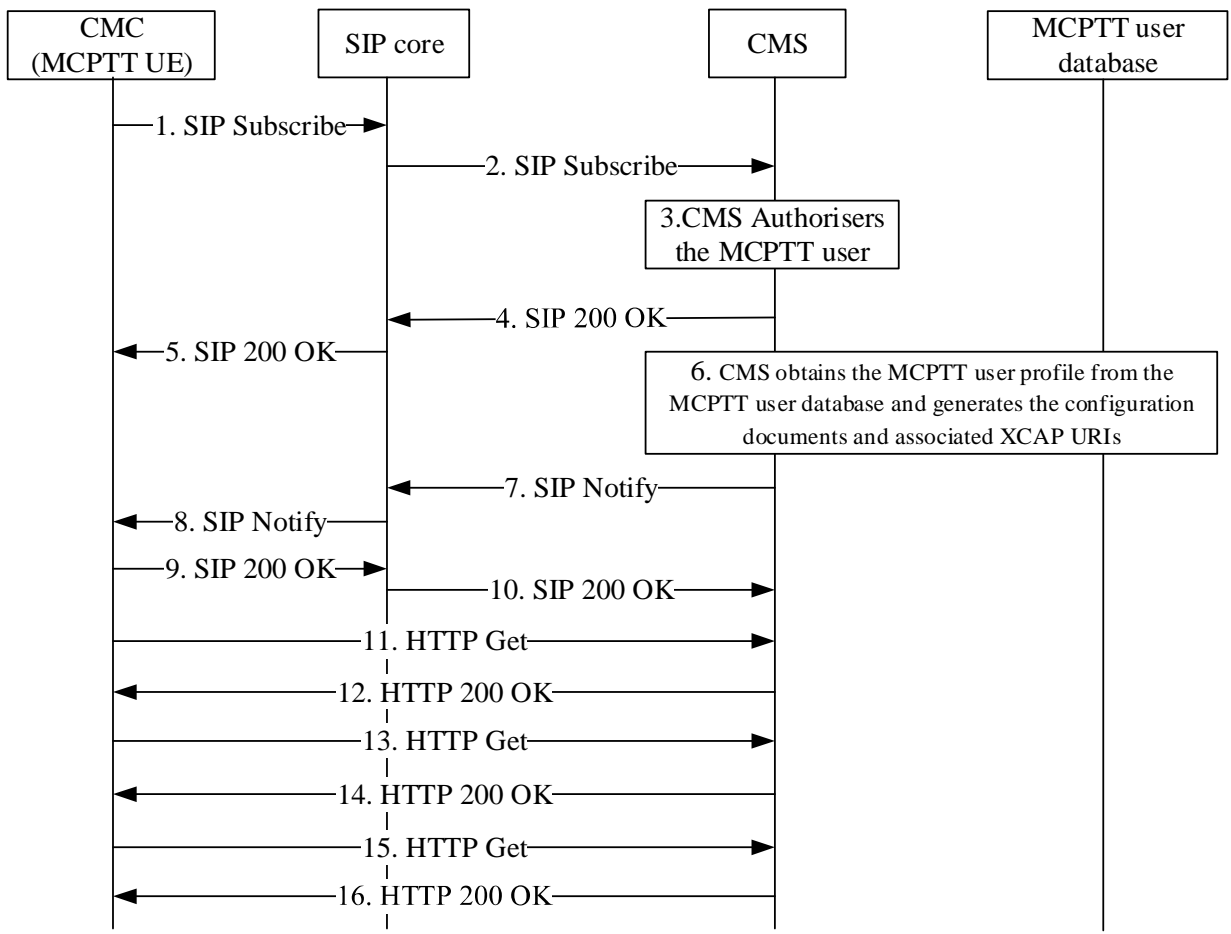 CMC
(MCPTT UE)
SIP core
CMS
MCPTT user
database
1. SIP Subscribe
2. SIP Subscribe
3.CMS Authorisers
the MCPTT user
4. SIP 200 OK
5. SIP 200 OK
6. CMS obtains the MCPTT user profile from the
MCPTT user database and generates the configuration
documents and associated XCAP URIs
7. SIP Notify
8. SIP Notify
9. SIP 200 OK
10. SIP 200 OK
11. HTTP Get
12. HTTP 200 OK
13. HTTP Get
14. HTTP 200 OK
15. HTTP Get
16. HTTP 200 OK